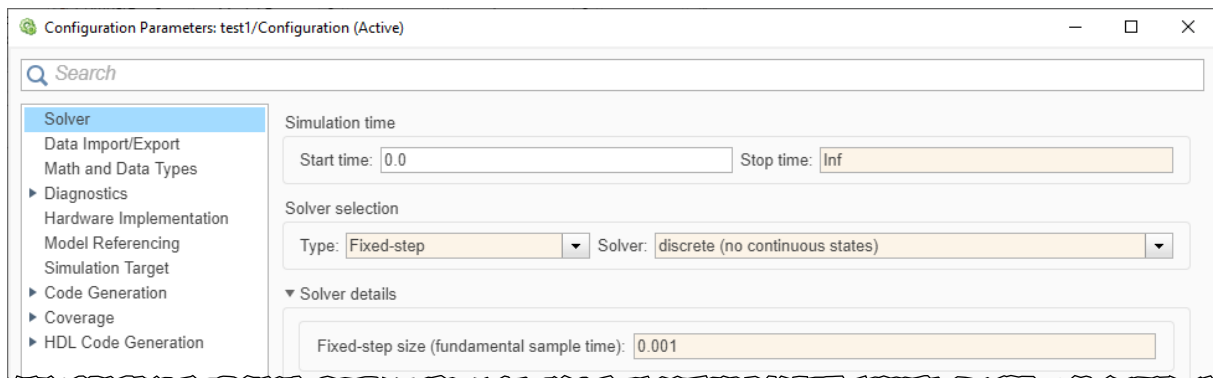 Configuration Parameters: test1/Configuration (Active)
Search
Solver
Data Import/Export
Math and Data Types
Diagnostics
Hardware Implementation
Model Referencing
Simulation Target
Code Generation
Coverage
HDL Code Generation
Simulation time
Start time: 0.0 Stop time: Inf
Solver selection
Type: Fixed-step Solver: discrete (no continuous states)
Solver details
Fixed-step size (fundamental sample time): 0.001